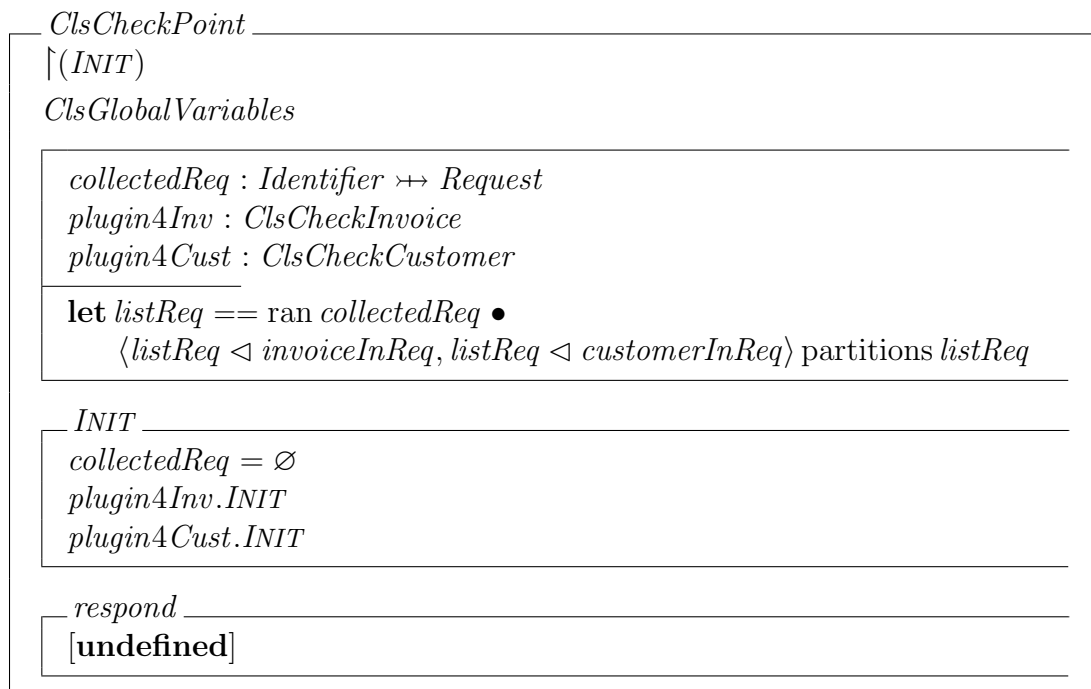 ClsCheckPoint
↾(INIT)
ClsGlobalVariables
collectedReq : Identifier ⤔ Request
plugin4Inv : ClsCheckInvoice
plugin4Cust : ClsCheckCustomer
let listReq == ran collectedReq •
⟨listReq ◁ invoiceInReq, listReq ◁ customerInReq⟩ partitions listReq
INIT
collectedReq = ∅
plugin4Inv.INIT
plugin4Cust.INIT
respond
[undefined]